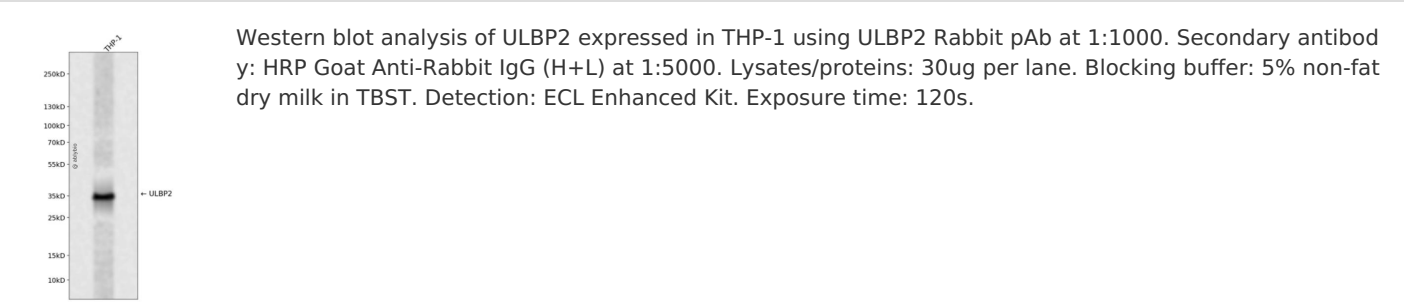 THP-1
250kD
130kD
100kD
70kD
55kD
35kD
25kD
15kD
10kD
@ abybio
← ULBP2
Western blot analysis of ULBP2 expressed in THP-1 using ULBP2 Rabbit pAb at 1:1000. Secondary antibod
y: HRP Goat Anti-Rabbit IgG (H+L) at 1:5000. Lysates/proteins: 30ug per lane. Blocking buffer: 5% non-fat
dry milk in TBST. Detection: ECL Enhanced Kit. Exposure time: 120s.